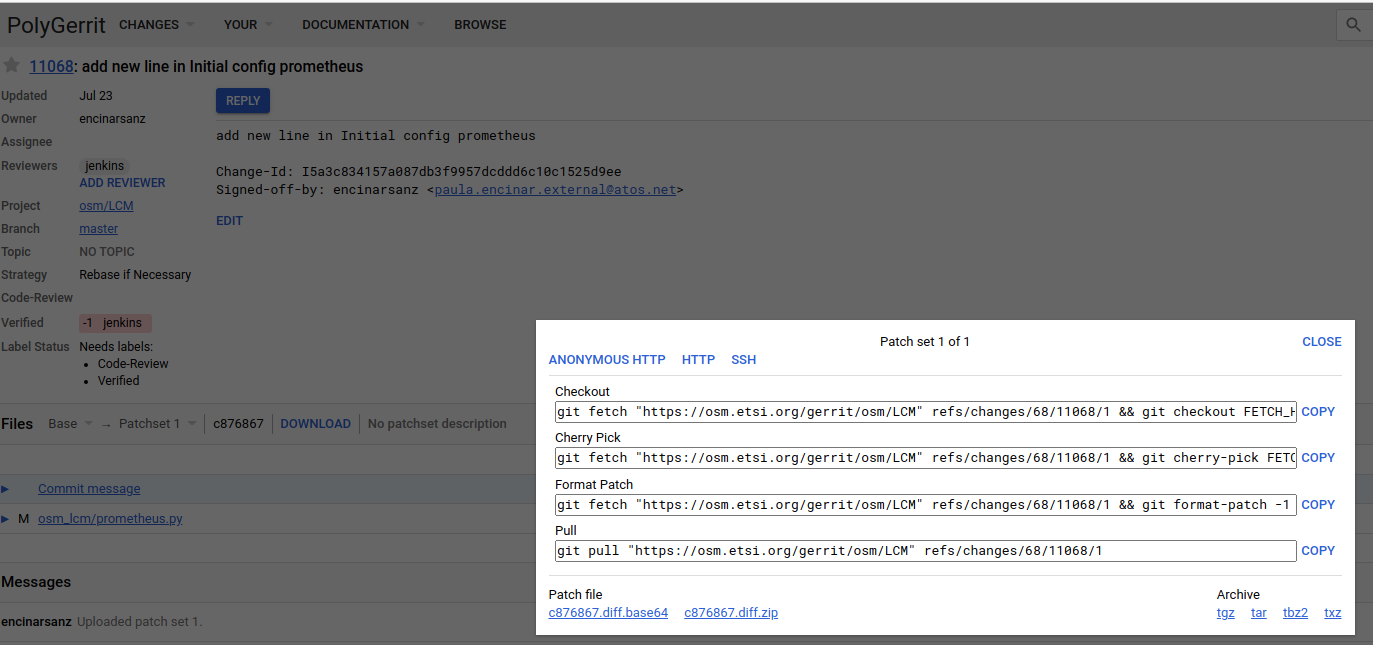 PolyGerrit CHANGES YOUR DOCUMENTATION BROWSE
11068: add new line in Initial config prometheus
Updated Jul 23
Owner encinarsanz
Assignee
Reviewers jenkins
ADD REVIEWER
Project osm/LCM
Branch master
Topic NO TOPIC
Strategy Rebase if Necessary
Code-Review
Verified -1 jenkins
Label Status Needs labels:
• Code-Review
• Verified
REPLY
add new line in Initial config prometheus
Change-Id: I5a3c834157a087db3f9957dcddd6c10c1525d9ee
Signed-off-by: encinarsanz <paula.encinar.external@atos.net>
EDIT
Files Base → Patchset 1 c876867 DOWNLOAD No patchset description
Commit message
M osm_lcm/prometheus.py
Messages
encinarsanz Uploaded patch set 1.
Patch set 1 of 1 CLOSE
ANONYMOUS HTTP HTTP SSH
Checkout
git fetch "https://osm.etsi.org/gerrit/osm/LCM" refs/changes/68/11068/1 && git checkout FETCH_H COPY
Cherry Pick
git fetch "https://osm.etsi.org/gerrit/osm/LCM" refs/changes/68/11068/1 && git cherry-pick FETC COPY
Format Patch
git fetch "https://osm.etsi.org/gerrit/osm/LCM" refs/changes/68/11068/1 && git format-patch -1 COPY
Pull
git pull "https://osm.etsi.org/gerrit/osm/LCM" refs/changes/68/11068/1 COPY
Patch file Archive
c876867.diff.base64 c876867.diff.zip tgz tar tbz2 txz